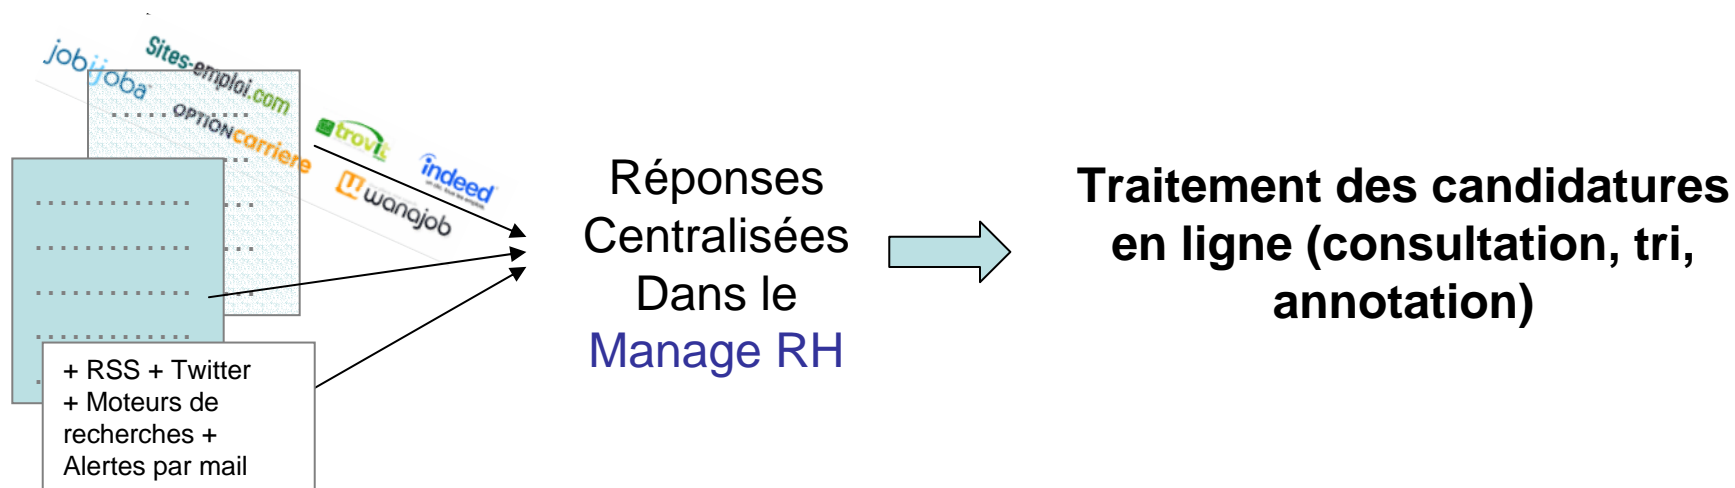 jobijoba
Sites-emploi.com
OPTIONcarriere
trovit
indeed
wanajob
+ RSS + Twitter
+ Moteurs de
recherches +
Alertes par mail
Réponses
Centralisées
Dans le
Manage RH
Traitement des candidatures
en ligne (consultation, tri,
annotation)